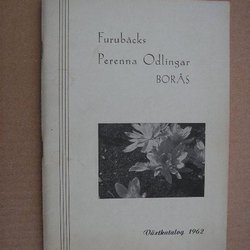 Furubäcks
Perenna Odlingar
BORÅS
Växtkatalog 1962